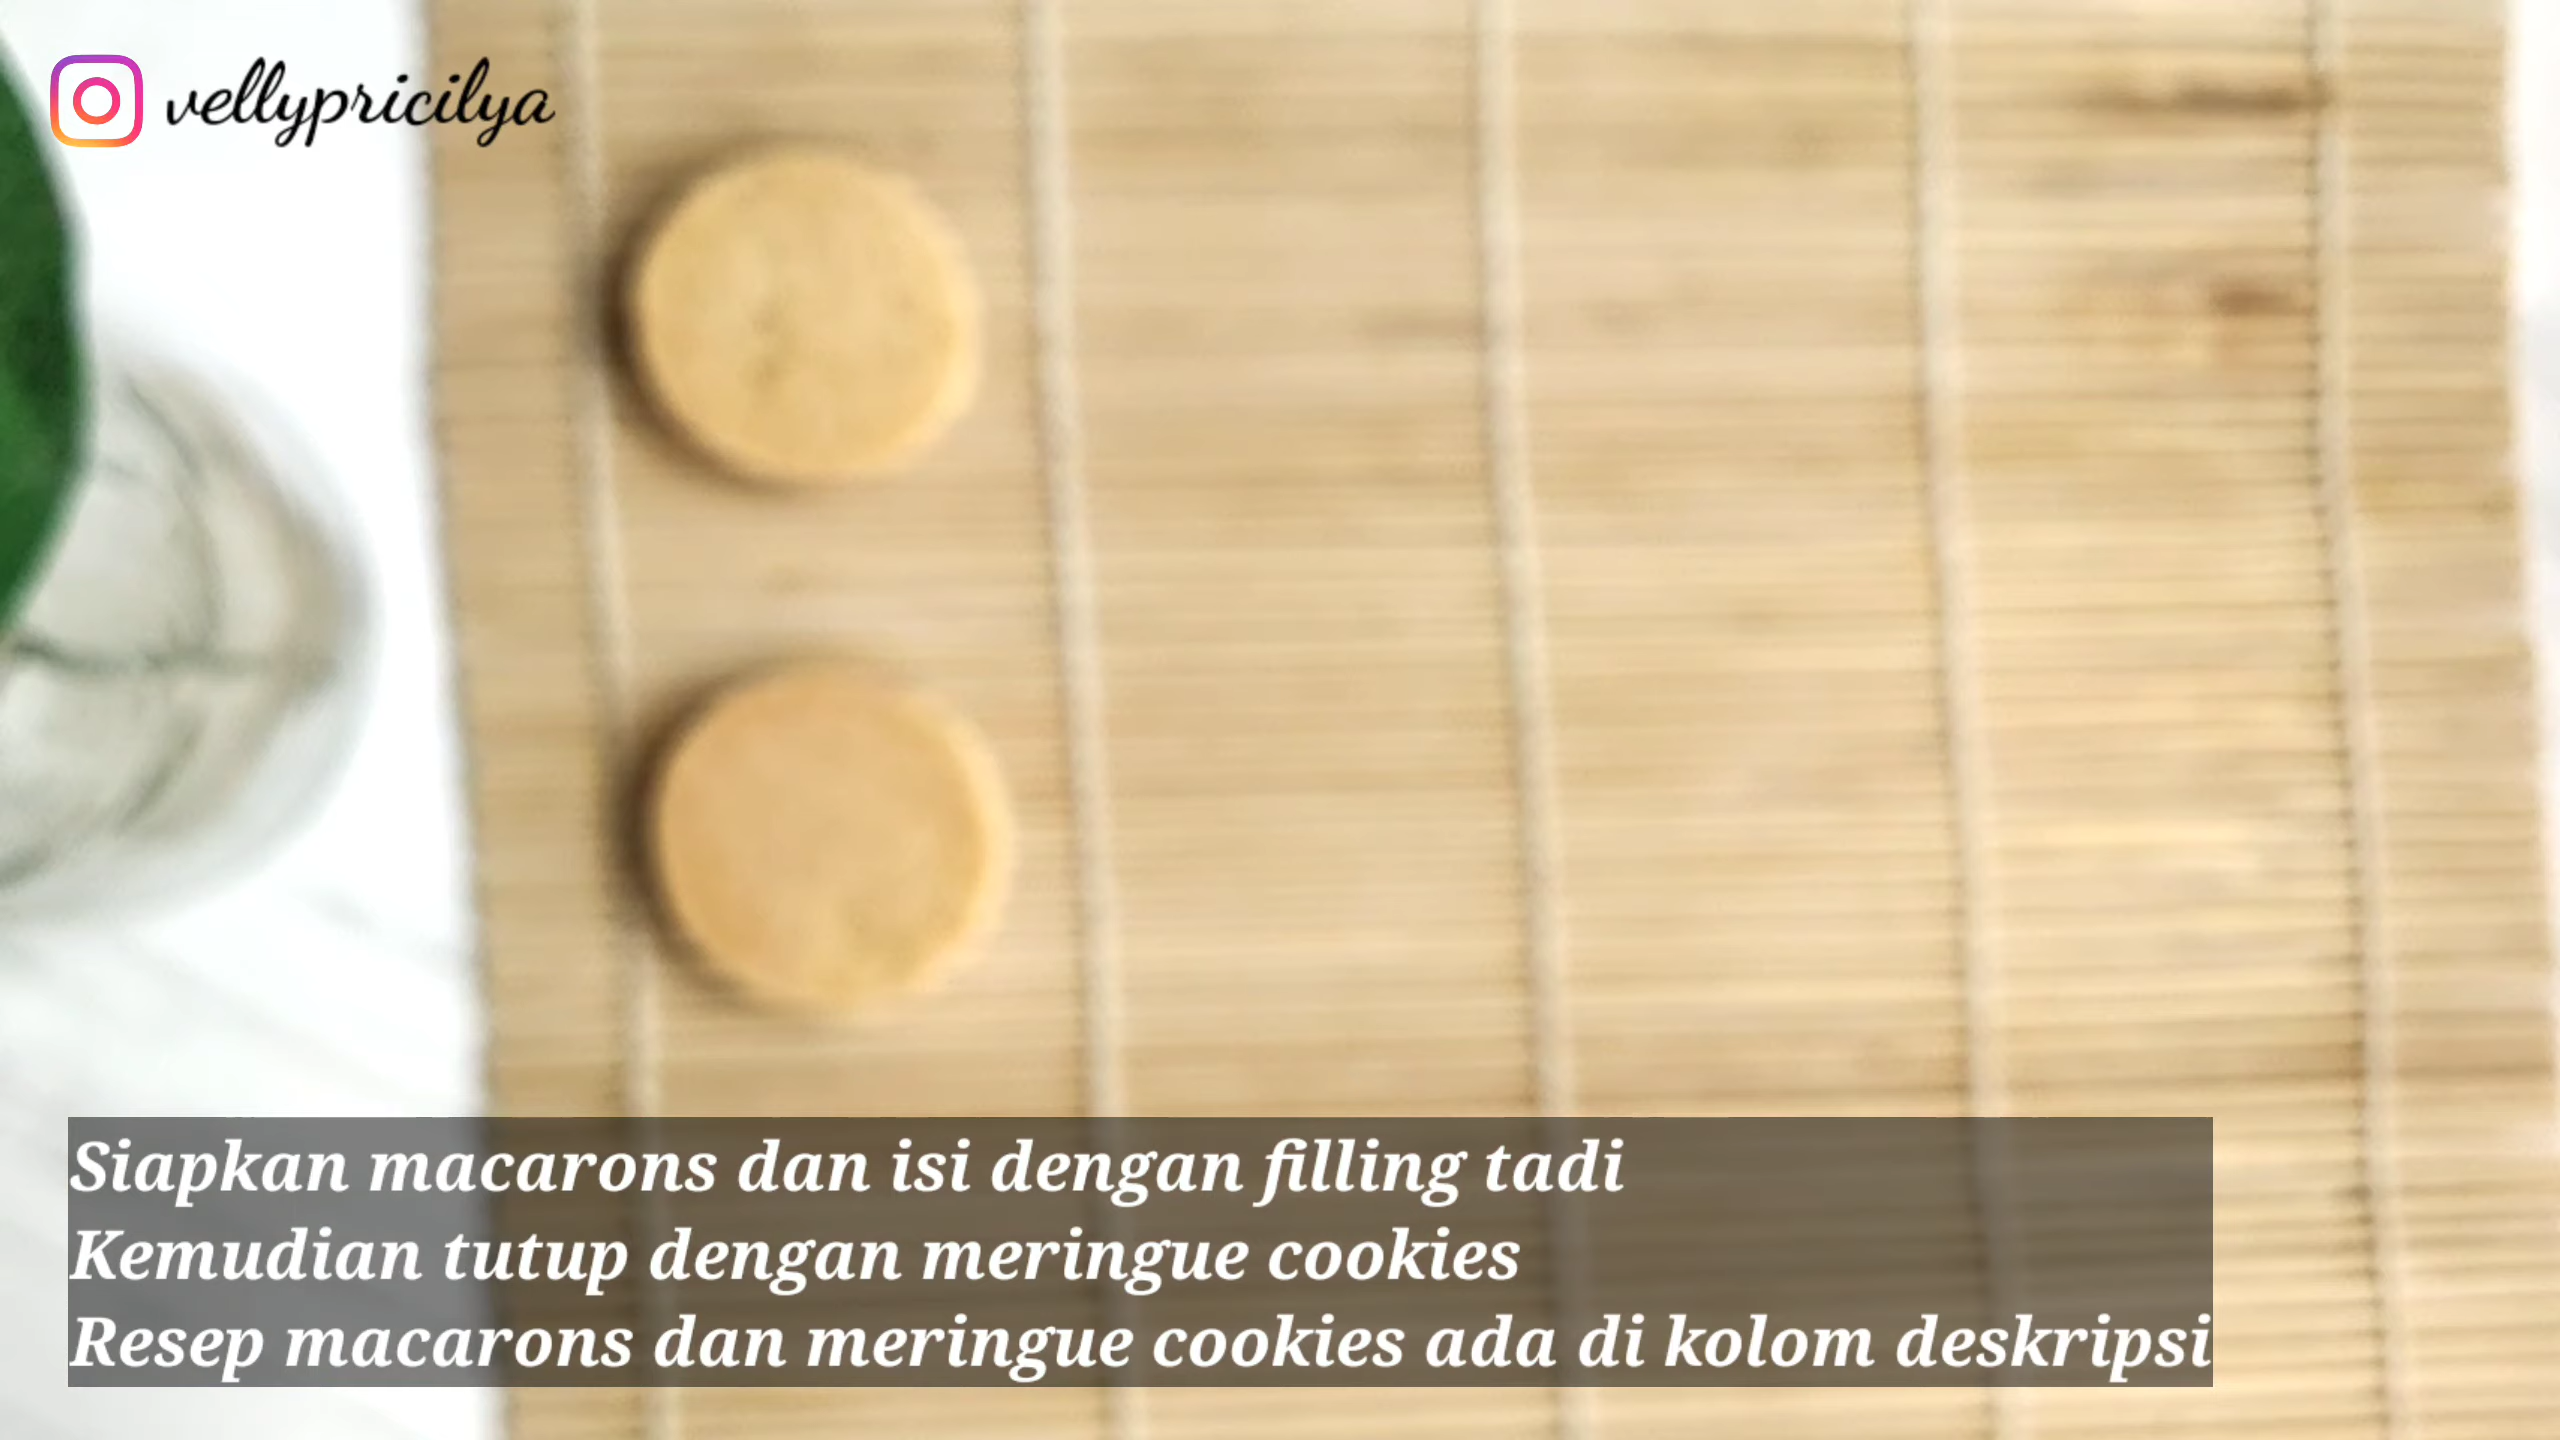 vellypricilya
Siapkan macarons dan isi dengan filling tadi
Kemudian tutup dengan meringue cookies
Resep macarons dan meringue cookies ada di kolom deskripsi